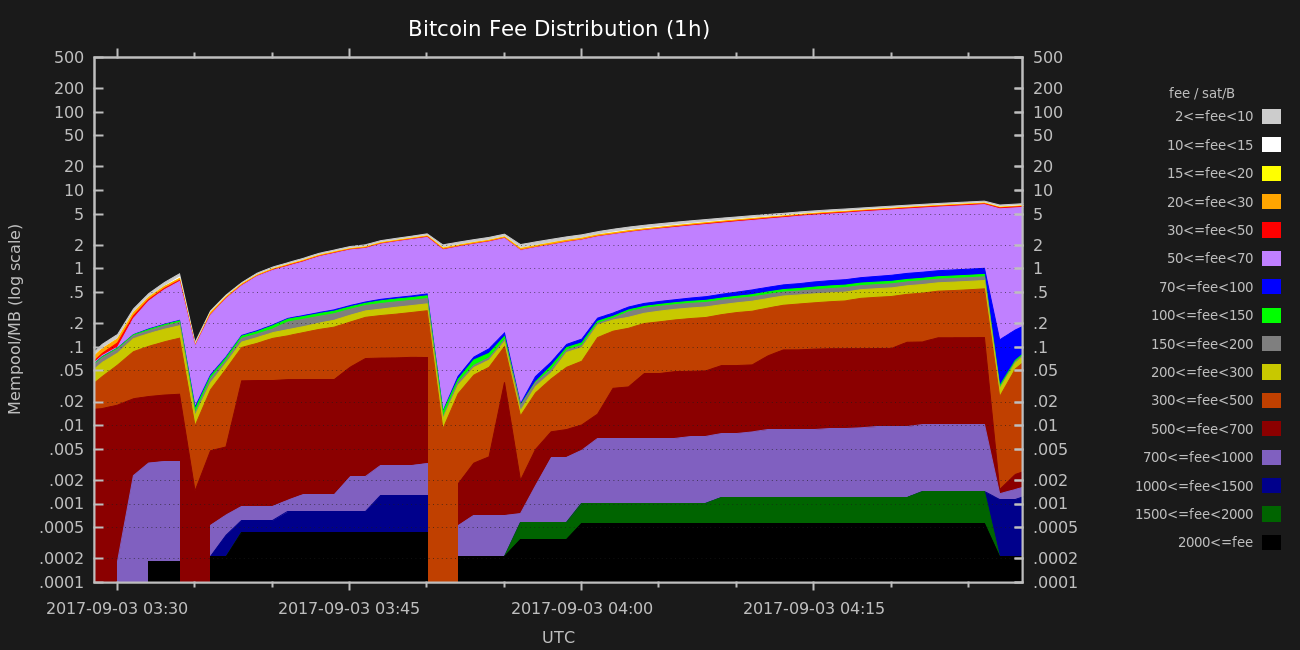 Bitcoin Fee Distribution (1h)
Mempool/MB (log scale)
500
200
100
50
20
10
5
2
1
.5
.2
.1
.05
.02
.01
.005
.002
.001
.0005
.0002
.0001
500
200
100
50
20
10
5
2
1
.5
.2
.1
.05
.02
.01
.005
.002
.001
.0005
.0002
.0001
2017-09-03 03:30
2017-09-03 03:45
2017-09-03 04:00
2017-09-03 04:15
UTC
fee / sat/B
2<=fee<10
10<=fee<15
15<=fee<20
20<=fee<30
30<=fee<50
50<=fee<70
70<=fee<100
100<=fee<150
150<=fee<200
200<=fee<300
300<=fee<500
500<=fee<700
700<=fee<1000
1000<=fee<1500
1500<=fee<2000
2000<=fee